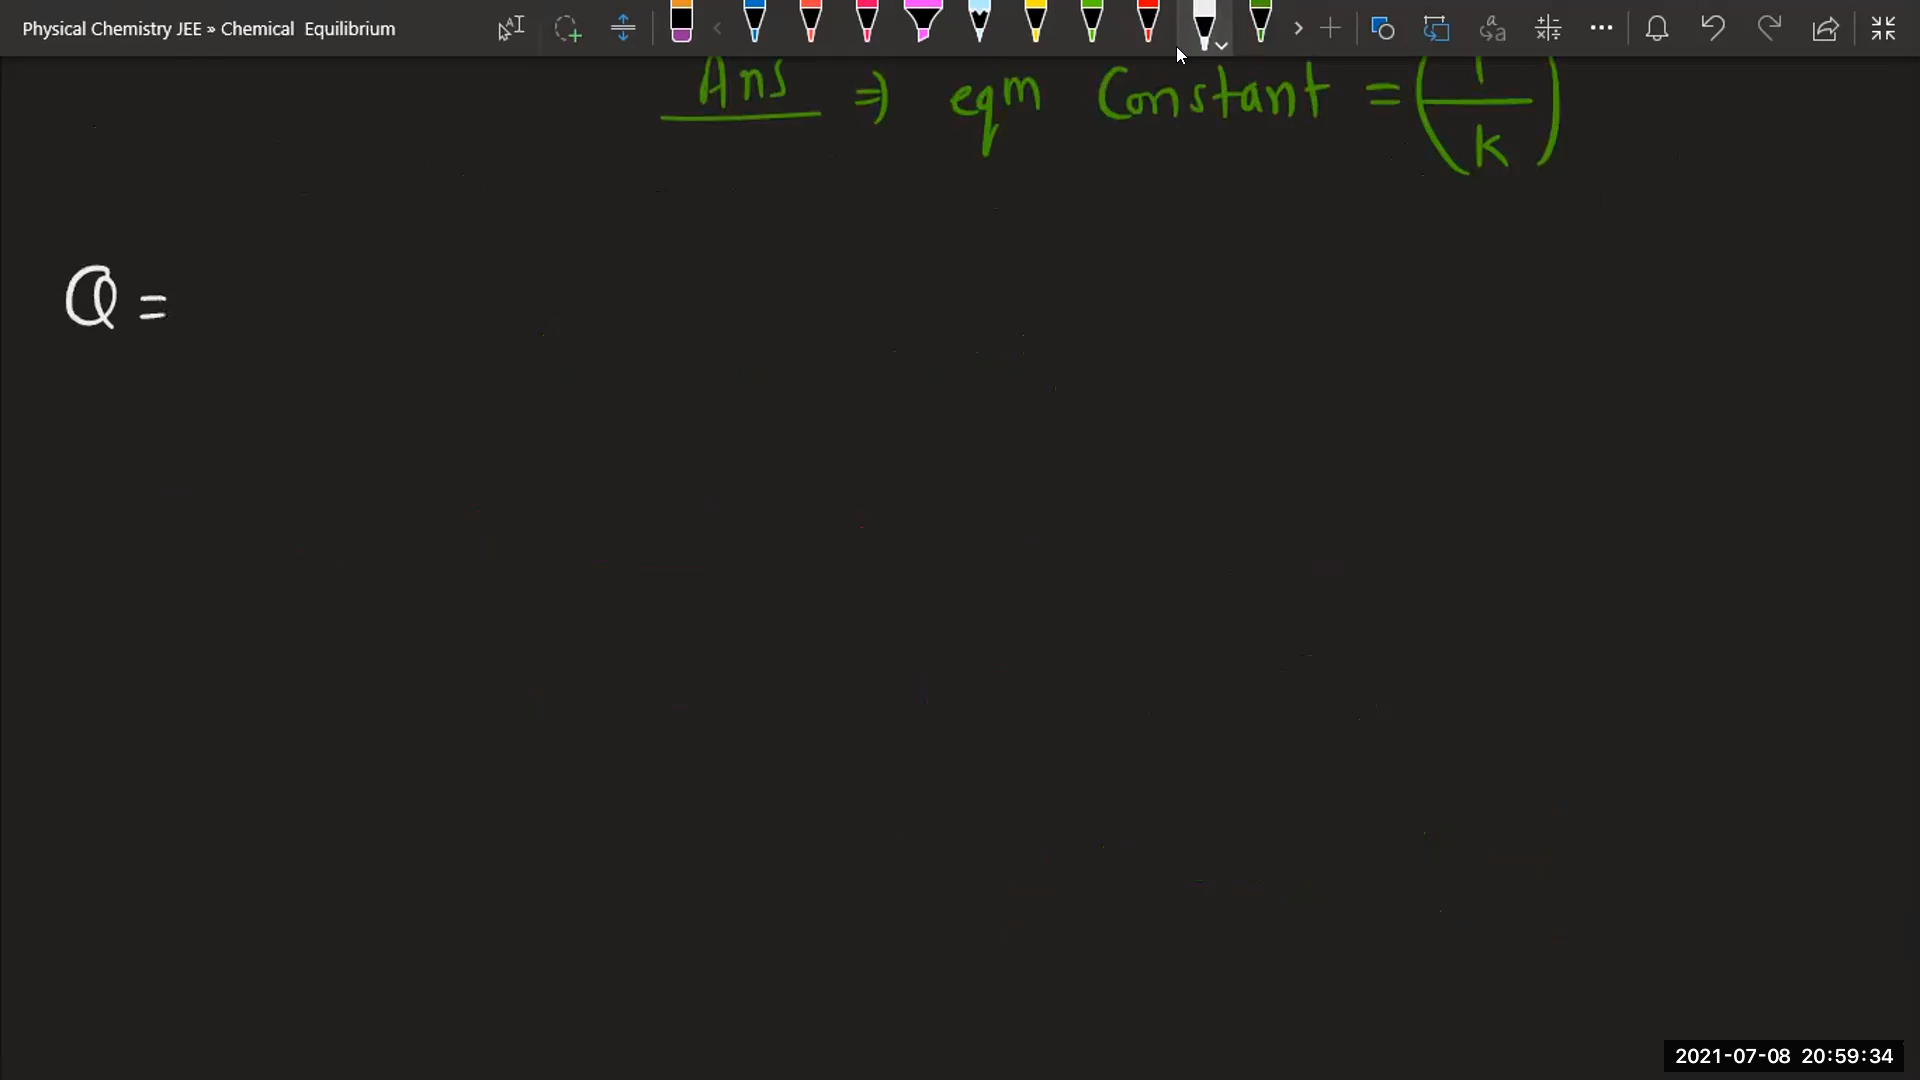 Physical Chemistry JEE » Chemical Equilibrium
Ans ⇒ eqm Constant = (1/K)
Q =
2021-07-08 20:59:34